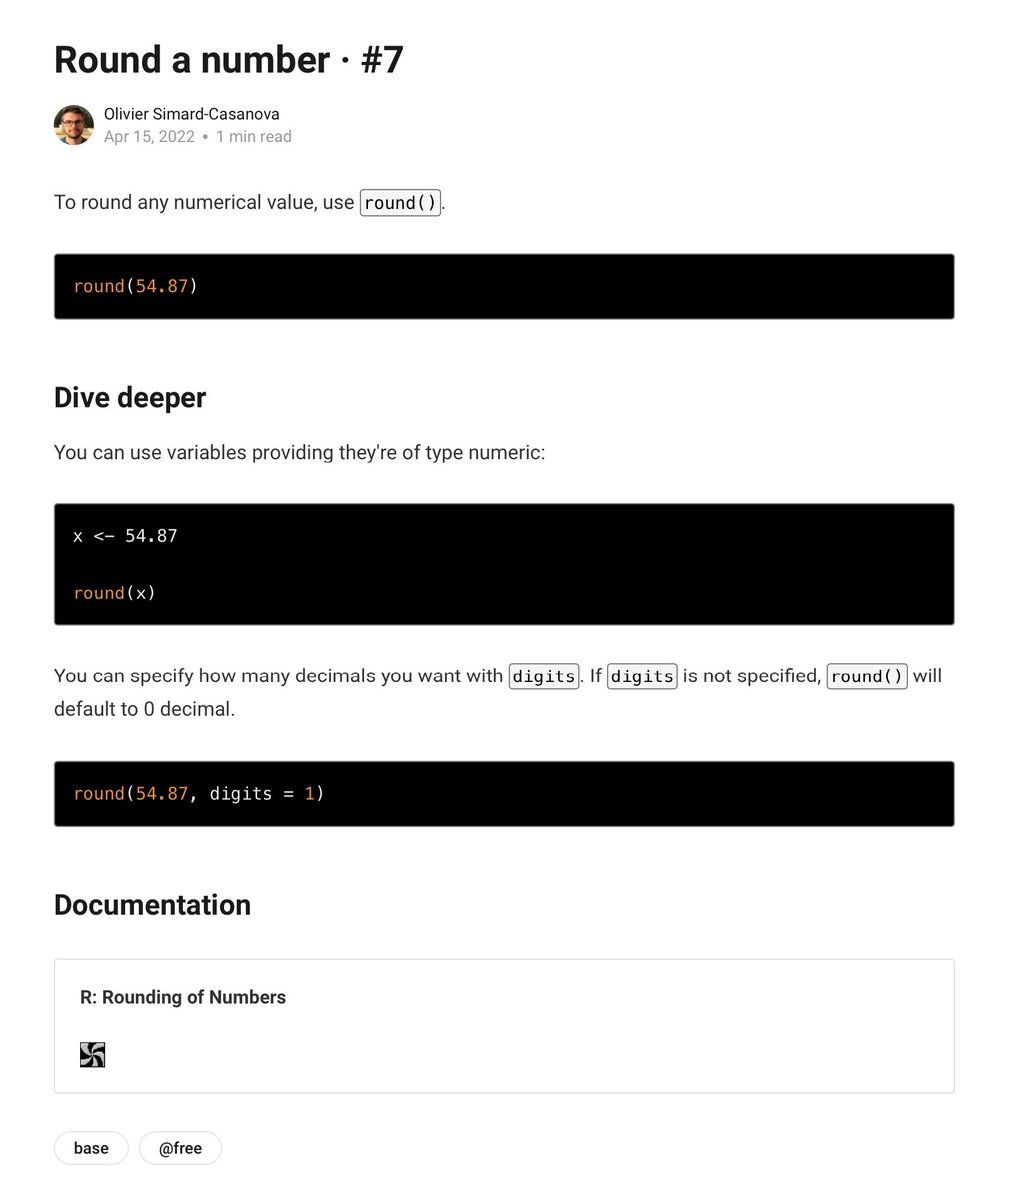 Round a number · #7
Olivier Simard-Casanova
Apr 15, 2022 • 1 min read
To round any numerical value, use round().
round(54.87)
Dive deeper
You can use variables providing they're of type numeric:
x <- 54.87
round(x)
You can specify how many decimals you want with digits. If digits is not specified, round() will
default to 0 decimal.
round(54.87, digits = 1)
Documentation
R: Rounding of Numbers
base @free